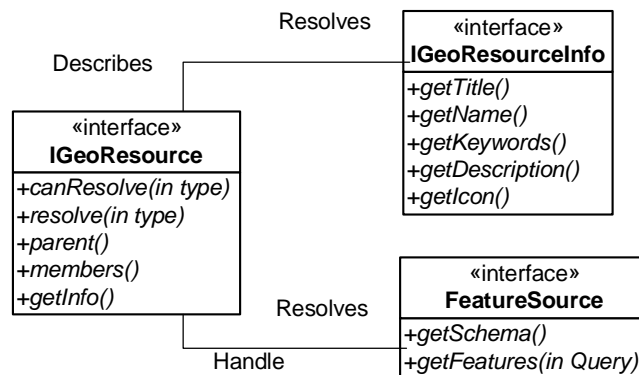 Resolves
Describes
«interface»
IGeoResourceInfo
+getTitle()
+getName()
+getKeywords()
+getDescription()
+getIcon()
«interface»
IGeoResource
+canResolve(in type)
+resolve(in type)
+parent()
+members()
+getInfo()
Resolves
Handle
«interface»
FeatureSource
+getSchema()
+getFeatures(in Query)